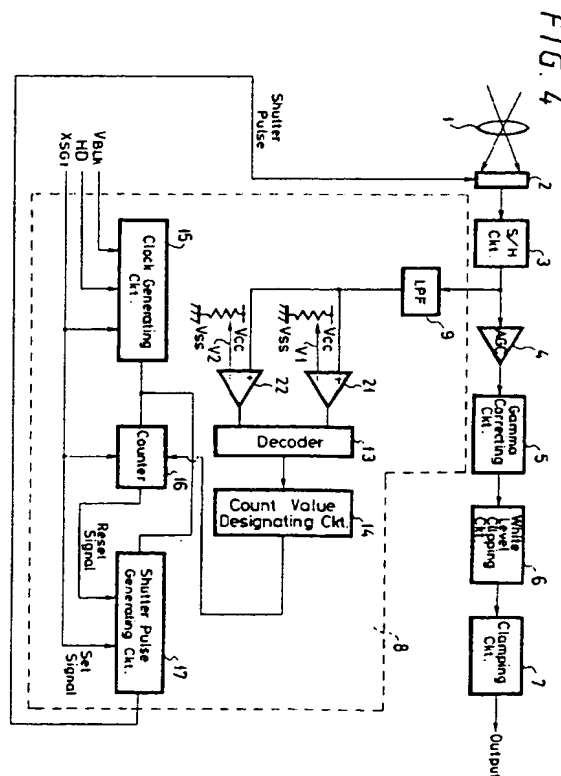 FIG. 4
1
2
S/H
Ckt.
3
AGC
4
Gamma
Correcting
Ckt.
5
White
Level
Clipping
Ckt
6
Clamping
Ckt.
7
Output
Shutter
Pulse
LPF
9
Vcc
V1
Vss
+
21
Vcc
V2
Vss
+
22
Decoder
13
Count Value
Designating Ckt.
14
8
VBLK
HD
XSG1
Clock Generating
Ckt.
15
Counter
16
Reset
Signal
Shutter Pulse
Generating Ckt.
17
Set
Signal